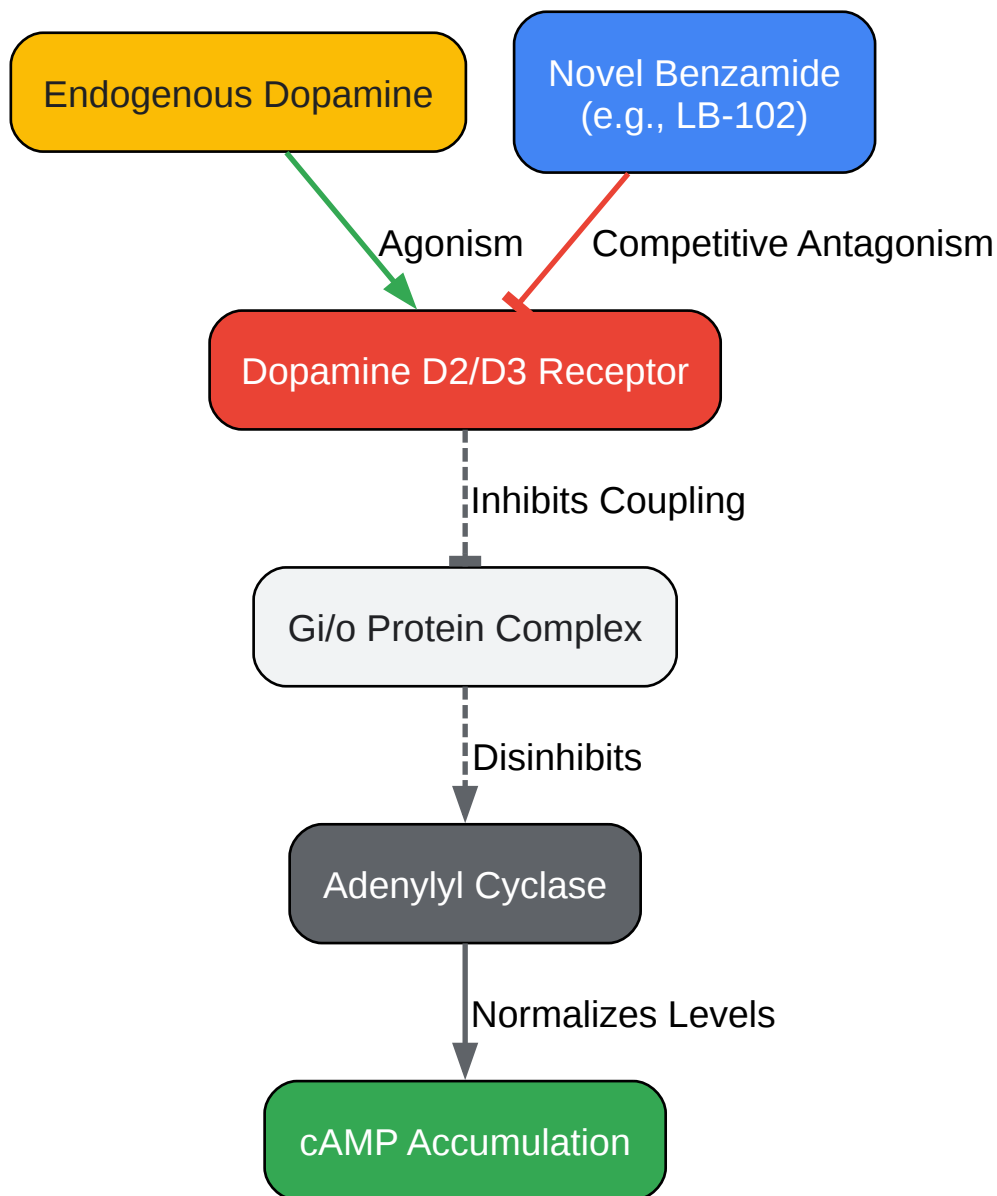 Endogenous Dopamine
Novel Benzamide
(e.g., LB-102)
Agonism
Competitive Antagonism
Dopamine D2/D3 Receptor
Inhibits Coupling
Gi/o Protein Complex
Disinhibits
Adenylyl Cyclase
Normalizes Levels
cAMP Accumulation